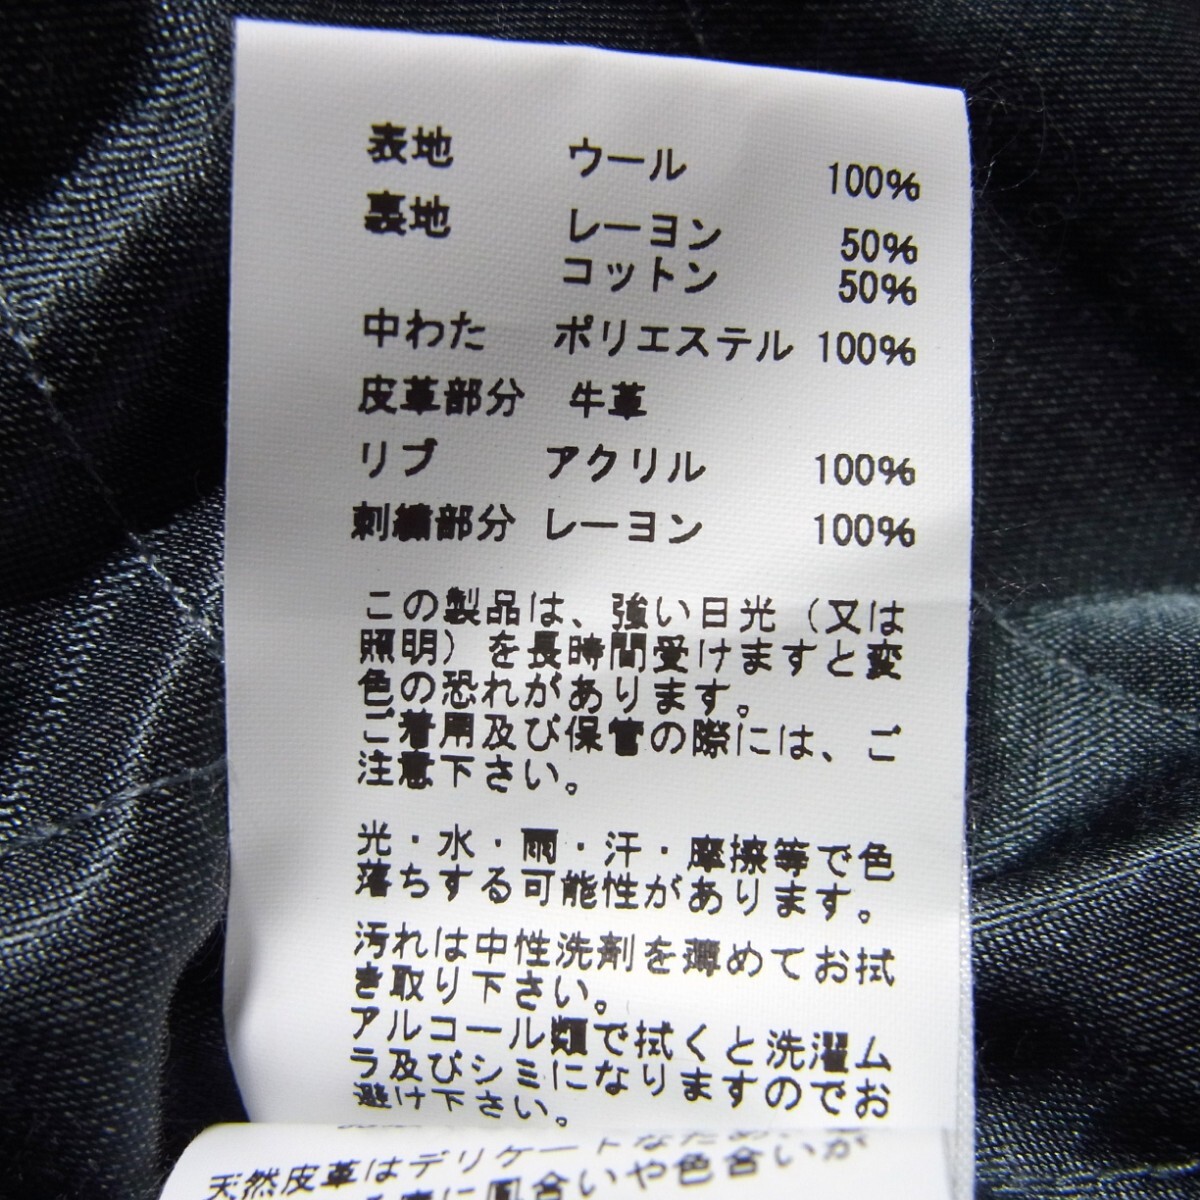 表地 ウール 100%
裏地 レーヨン 50%
コットン 50%
中わた ポリエステル 100%
皮革部分 牛革
リブ アクリル 100%
刺繍部分 レーヨン 100%
この製品は、強い日光（又は
照明）を長時間受けますと変
色の恐れがあります。
ご着用及び保管の際には、ご
注意下さい。
光・水・雨・汗・摩擦等で色
落ちする可能性があります。
汚れは中性洗剤を薄めてお拭
き取り下さい。
アルコール類で拭くと洗濯ム
ラ及びシミになりますのでお
避け下さい。
天然皮革はデリケートなため、
風合いや色合いが